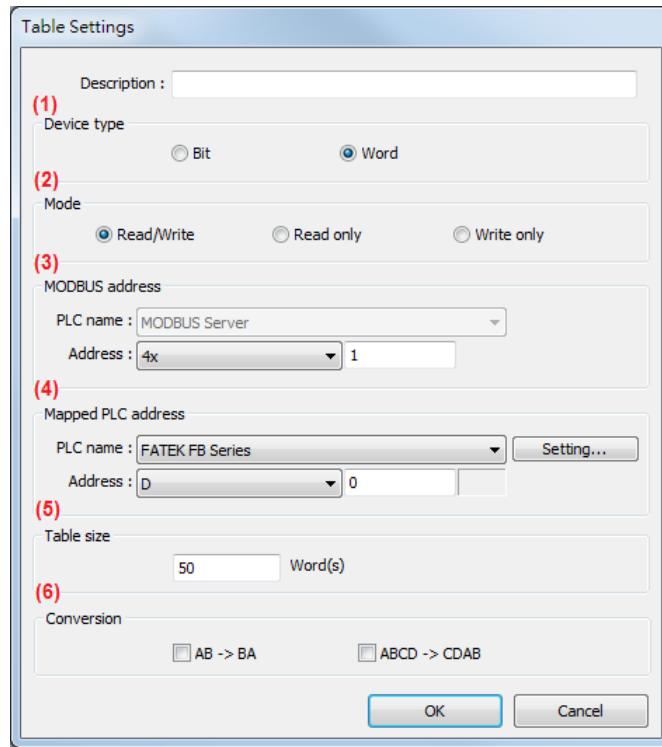 Table Settings
Description :
(1)
Device type
Bit Word
(2)
Mode
Read/Write Read only Write only
(3)
MODBUS address
PLC name : MODBUS Server
Address : 4x 1
(4)
Mapped PLC address
PLC name : FATEK FB Series Setting...
Address : D 0
(5)
Table size
50 Word(s)
(6)
Conversion
AB -> BA ABCD -> CDAB
OK Cancel